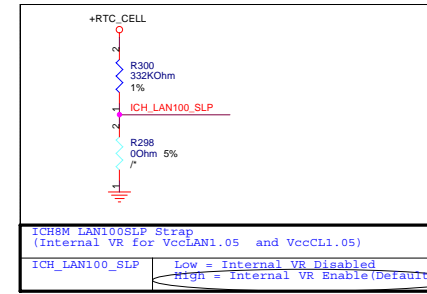 +RTC_CELL
2
R300
332KOhm
1%
1
ICH_LAN100_SLP
2
R298
0Ohm 5%
/*
1
ICH8M LAN100SLP Strap
(Internal VR for VccLAN1.05 and VccCL1.05)
ICH_LAN100_SLP
Low = Internal VR Disabled
High = Internal VR Enable(Default